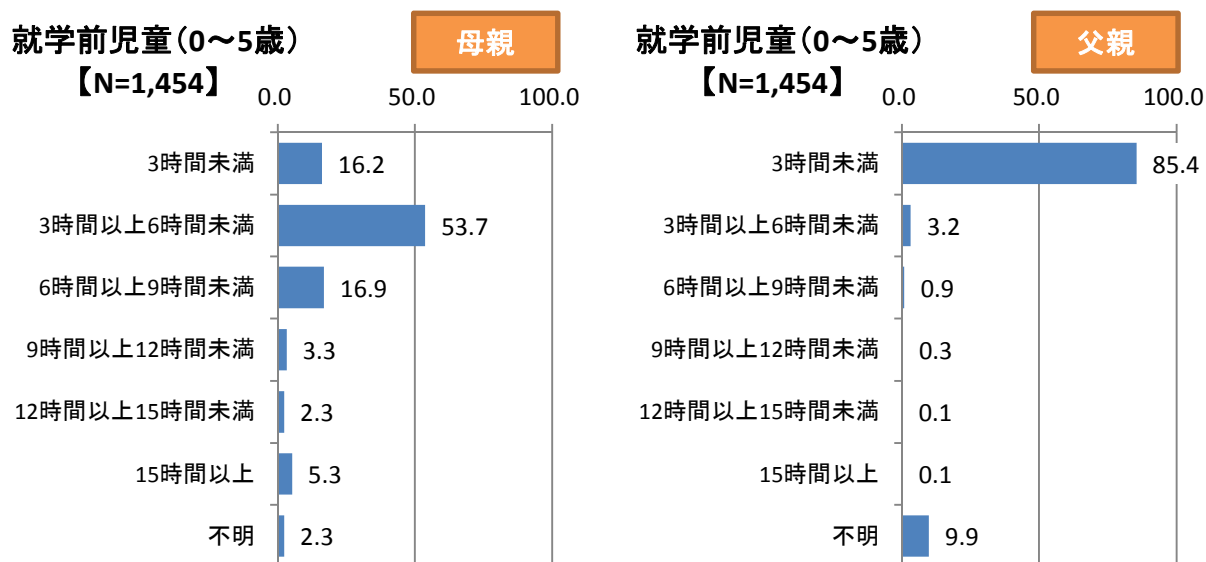 就学前児童（0～5歳）
【N=1,454】
母親
0.0 50.0 100.0
3時間未満 16.2
3時間以上6時間未満 53.7
6時間以上9時間未満 16.9
9時間以上12時間未満 3.3
12時間以上15時間未満 2.3
15時間以上 5.3
不明 2.3
就学前児童（0～5歳）
【N=1,454】
父親
0.0 50.0 100.0
3時間未満 85.4
3時間以上6時間未満 3.2
6時間以上9時間未満 0.9
9時間以上12時間未満 0.3
12時間以上15時間未満 0.1
15時間以上 0.1
不明 9.9